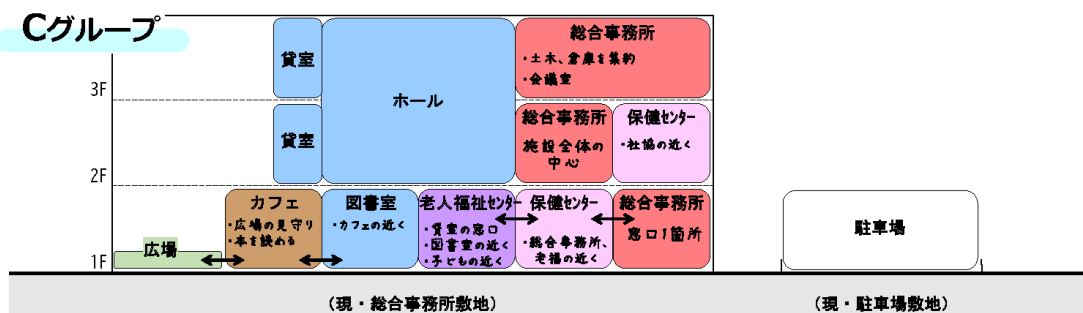 Cグループ
貸室
ホール
総合事務所
・土木、倉庫を集約
・会議室
3F
貸室
総合事務所
施設全体の
中心
保健センター
・社協の近く
2F
カフェ
・広場の見守り
・本を読める
図書室
・カフェの近く
老人福祉センター
・貸室の窓口
・図書室の近く
・子どもの近く
保健センター
・総合事務所、
老福の近く
総合事務所
窓口1箇所
広場
1F
駐車場
(現・総合事務所敷地)
(現・駐車場敷地)